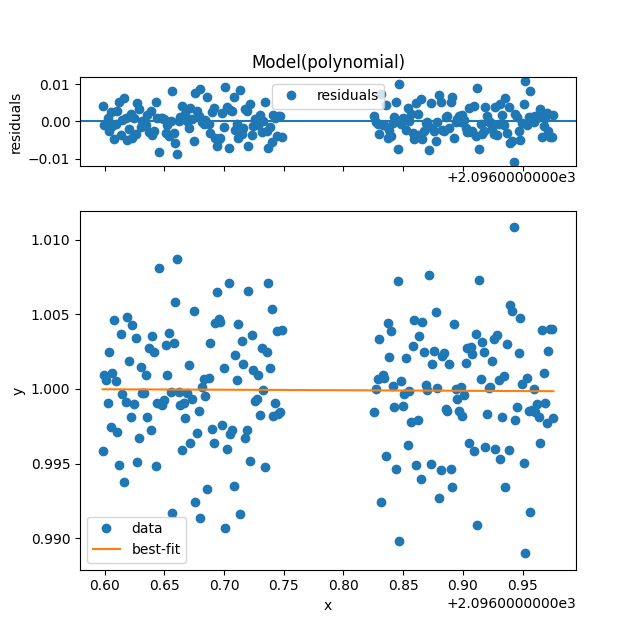 Model(polynomial)
0.01
0.00
−0.01
residuals
residuals
+2.0960000000e3
1.010
1.005
1.000
0.995
0.990
y
data
best-fit
0.60 0.65 0.70 0.75 0.80 0.85 0.90 0.95
x
+2.0960000000e3